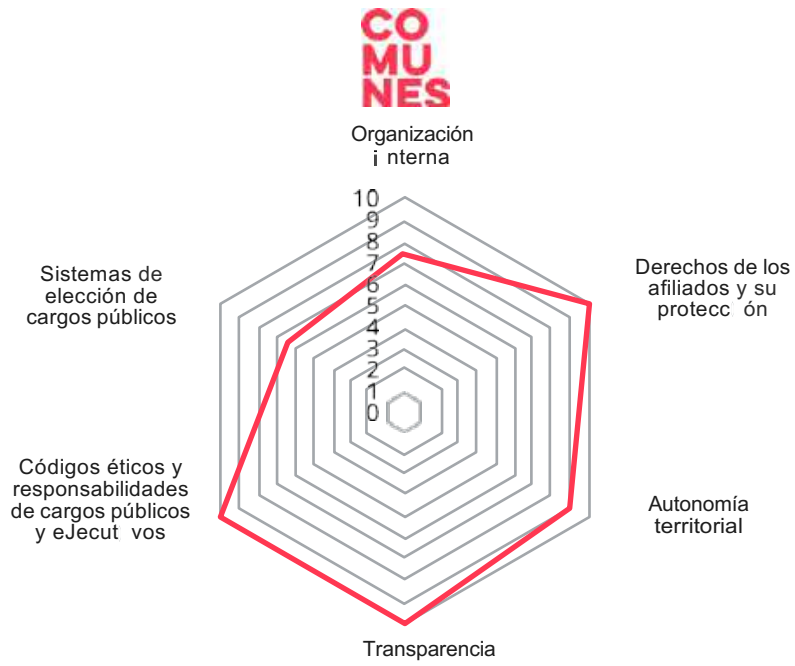 CO
MU
NES
Organización
i nterna
10
9
8
7
6
5
4
3
2
1
0
Derechos de los
afiliados y su
protecc ón
Autonomía
territorial
Transparencia
Códigos éticos y
responsabilidades
de cargos públicos
y eJecut vos
Sistemas de
elección de
cargos públicos